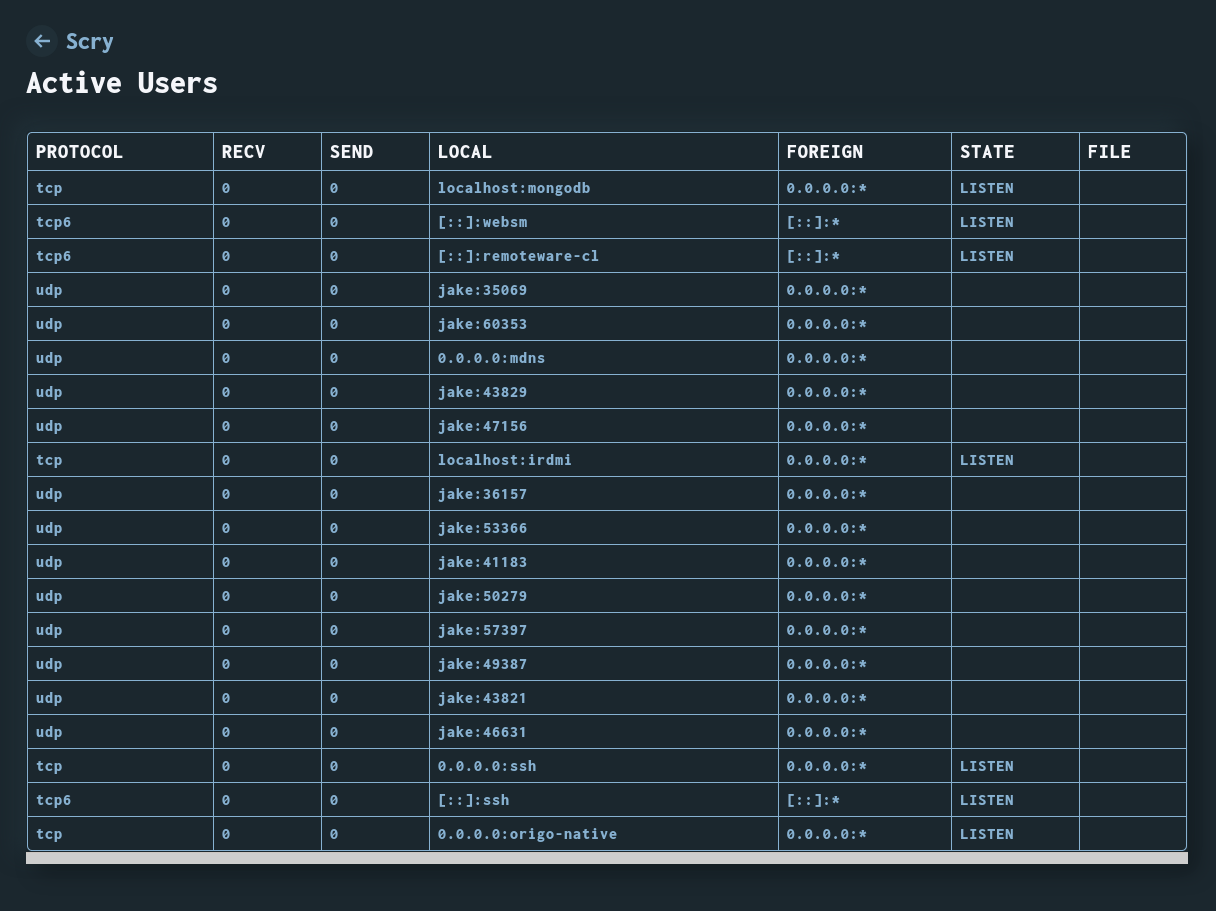 ← Scry
Active Users
PROTOCOL RECV SEND LOCAL FOREIGN STATE FILE
tcp 0 0 localhost:mongodb 0.0.0.0:* LISTEN
tcp6 0 0 [::]:websm [::]:* LISTEN
tcp6 0 0 [::]:remoteware-cl [::]:* LISTEN
udp 0 0 jake:35069 0.0.0.0:*
udp 0 0 jake:60353 0.0.0.0:*
udp 0 0 0.0.0.0:mdns 0.0.0.0:*
udp 0 0 jake:43829 0.0.0.0:*
udp 0 0 jake:47156 0.0.0.0:*
tcp 0 0 localhost:irdmi 0.0.0.0:* LISTEN
udp 0 0 jake:36157 0.0.0.0:*
udp 0 0 jake:53366 0.0.0.0:*
udp 0 0 jake:41183 0.0.0.0:*
udp 0 0 jake:50279 0.0.0.0:*
udp 0 0 jake:57397 0.0.0.0:*
udp 0 0 jake:49387 0.0.0.0:*
udp 0 0 jake:43821 0.0.0.0:*
udp 0 0 jake:46631 0.0.0.0:*
tcp 0 0 0.0.0.0:ssh 0.0.0.0:* LISTEN
tcp6 0 0 [::]:ssh [::]:* LISTEN
tcp 0 0 0.0.0.0:origo-native 0.0.0.0:* LISTEN